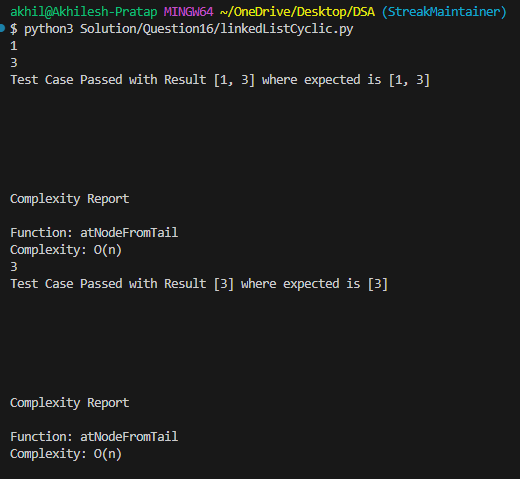 akhil@Akhilesh-Pratap MINGW64 ~/OneDrive/Desktop/DSA (StreakMaintainer)
$ python3 Solution/Question16/linkedListCyclic.py
1
3
Test Case Passed with Result [1, 3] where expected is [1, 3]
Complexity Report
Function: atNodeFromTail
Complexity: O(n)
3
Test Case Passed with Result [3] where expected is [3]
Complexity Report
Function: atNodeFromTail
Complexity: O(n)